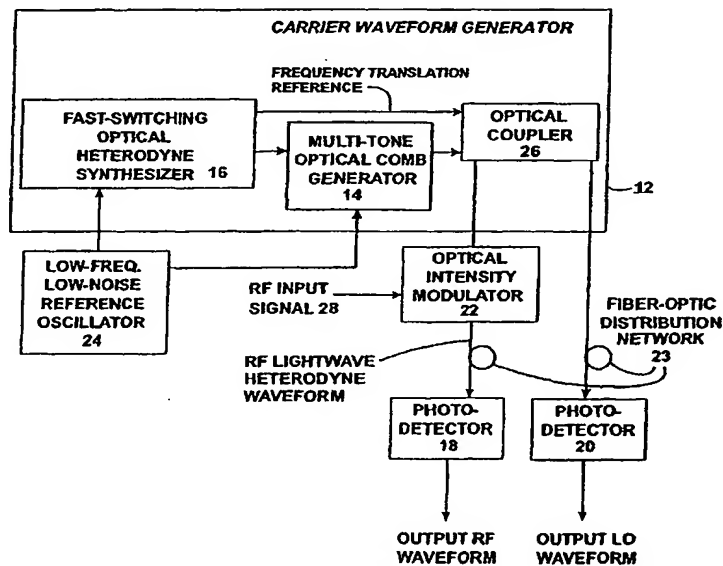 CARRIER WAVEFORM GENERATOR
FREQUENCY TRANSLATION
REFERENCE
FAST-SWITCHING
OPTICAL
HETERODYNE
SYNTHESIZER 16
MULTI-TONE
OPTICAL COMB
GENERATOR
14
OPTICAL
COUPLER
26
12
LOW-FREQ.
LOW-NOISE
REFERENCE
OSCILLATOR
24
RF INPUT
SIGNAL 28
OPTICAL
INTENSITY
MODULATOR
22
FIBER-OPTIC
DISTRIBUTION
NETWORK
23
RF LIGHTWAVE
HETERODYNE
WAVEFORM
PHOTO-
DETECTOR
18
PHOTO-
DETECTOR
20
OUTPUT RF
WAVEFORM
OUTPUT LO
WAVEFORM